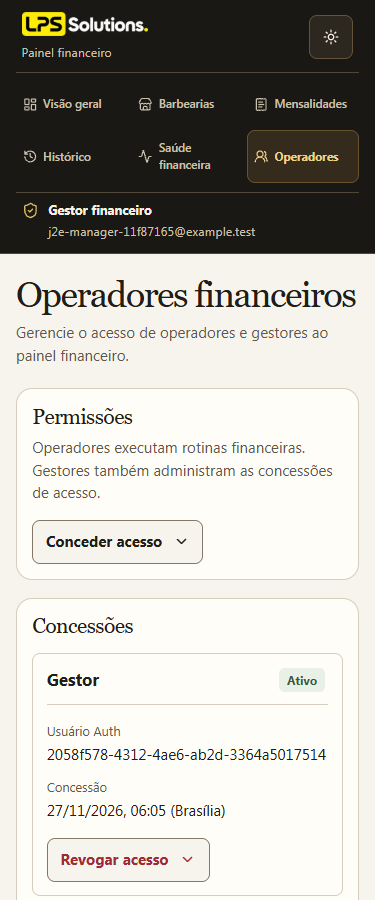 LPS Solutions.
Painel financeiro
Visão geral
Barbearias
Mensalidades
Histórico
Saúde
financeira
Operadores
Gestor financeiro
j2e-manager-11f87165@example.test
Operadores financeiros
Gerencie o acesso de operadores e gestores ao
painel financeiro.
Permissões
Operadores executam rotinas financeiras.
Gestores também administram as concessões
de acesso.
Conceder acesso
Concessões
Gestor
Ativo
Usuário Auth
2058f578-4312-4ae6-ab2d-3364a5017514
Concessão
27/11/2026, 06:05 (Brasília)
Revogar acesso